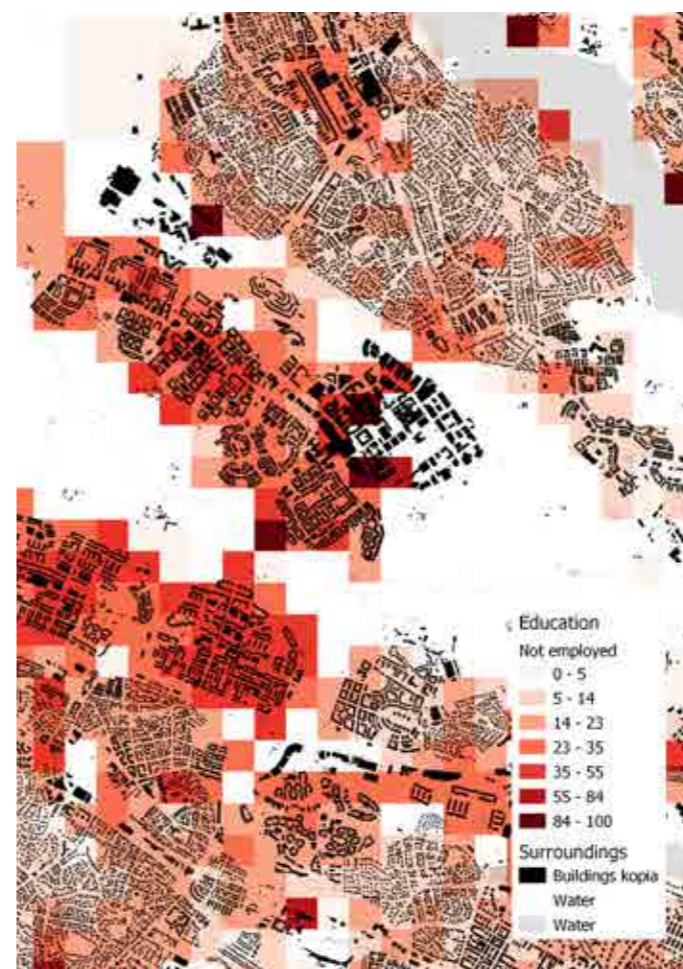 Education
Not employed
0 - 5
5 - 14
14 - 23
23 - 35
35 - 55
55 - 84
84 - 100
Surroundings
Buildings kopia
Water
Water